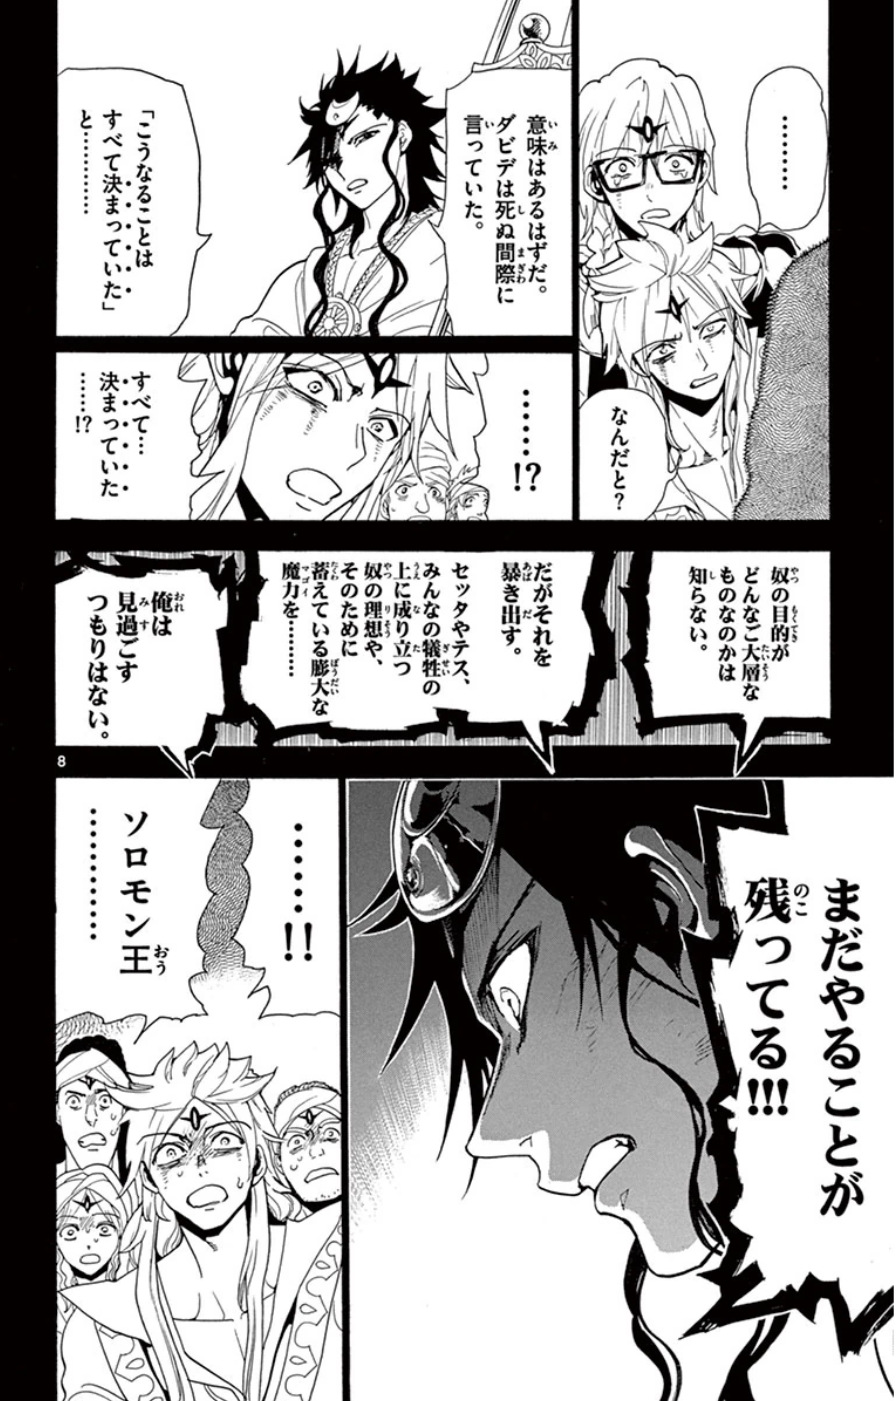 ………
なんだと?
意味はあるはずだ。
ダビデは死ぬ間際に
言っていた。
「こうなることは
すべて決まっていた」
と…………
……!?
すべて…
決まっていた
……!?
奴の目的が
どんなご大層な
ものなのかは
知らない。
だがそれを
暴き出す。
セッタやテス、
みんなの犠牲の
上に成り立つ
奴の理想や、
そのために
蓄えている膨大な
魔力を……
俺は
見過ごす
つもりはない。
まだやることが
残ってる!!!
……!!
ソロモン王
…………
8